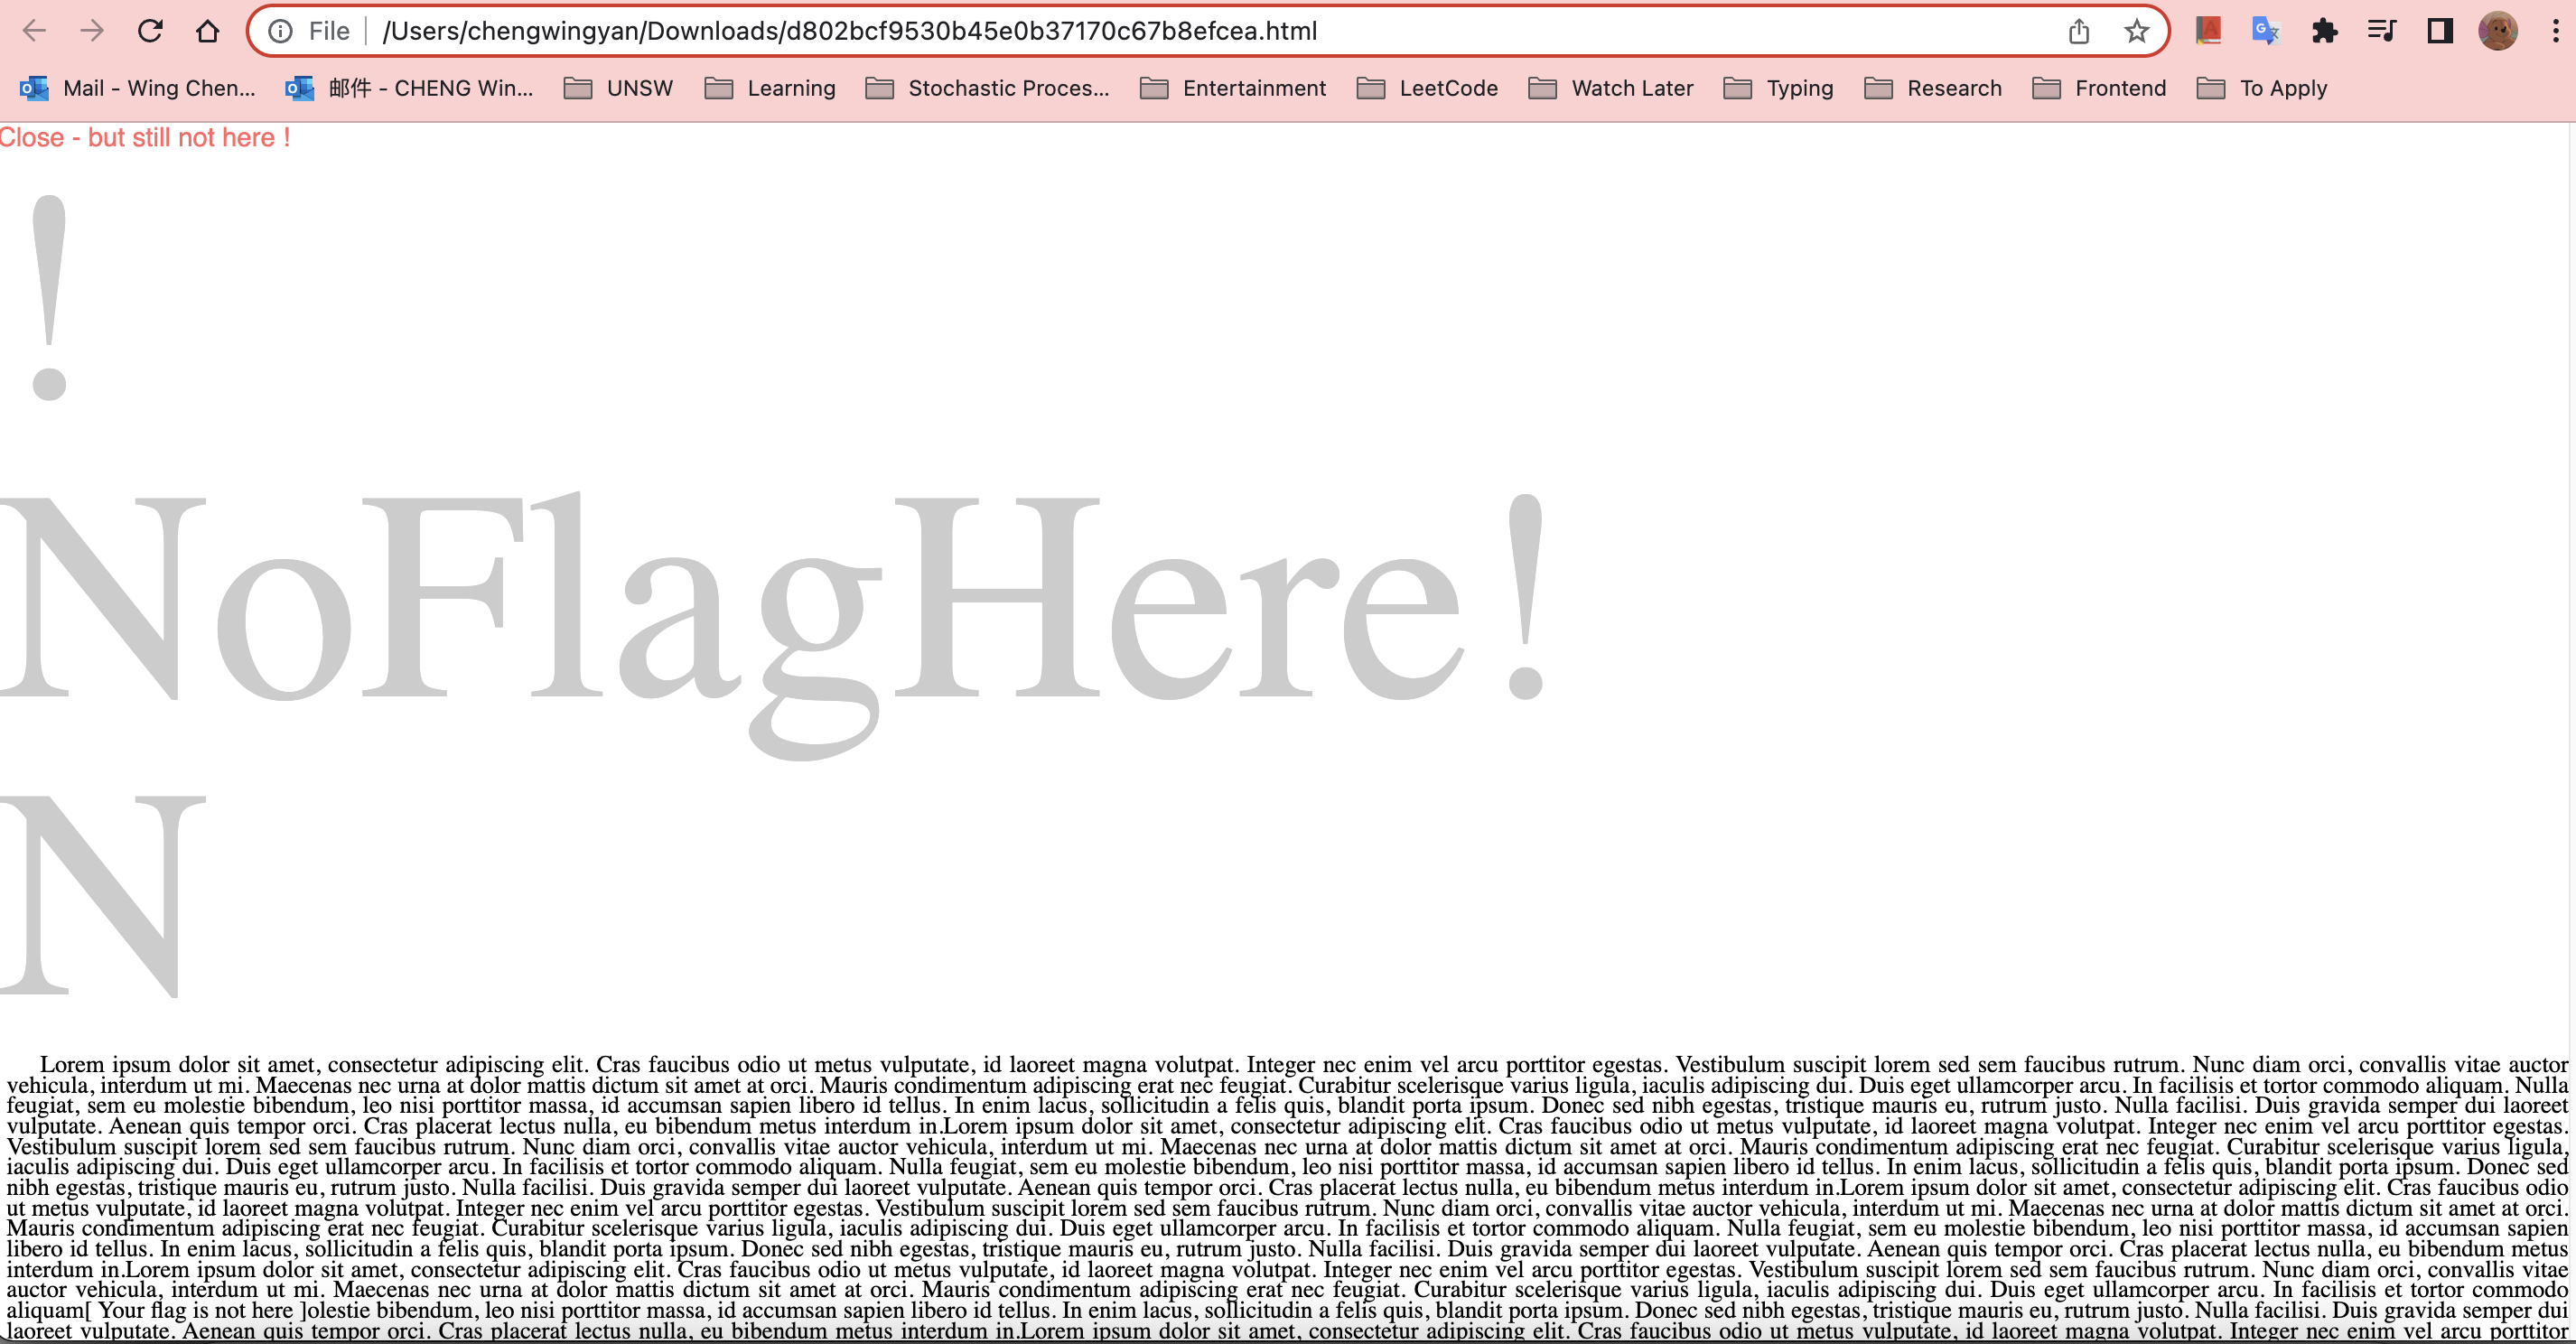 File /Users/chengwingyan/Downloads/d802bcf9530b45e0b37170c67b8efcea.html
Mail - Wing Chen... 邮件 - CHENG Win... UNSW Learning Stochastic Proces... Entertainment LeetCode Watch Later Typing Research Frontend To Apply
Close - but still not here !
!
NoFlagHere!
N
Lorem ipsum dolor sit amet, consectetur adipiscing elit. Cras faucibus odio ut metus vulputate, id laoreet magna volutpat. Integer nec enim vel arcu porttitor egestas. Vestibulum suscipit lorem sed sem faucibus rutrum. Nunc diam orci, convallis vitae auctor
vehicula, interdum ut mi. Maecenas nec urna at dolor mattis dictum sit amet at orci. Mauris condimentum adipiscing erat nec feugiat. Curabitur scelerisque varius ligula, iaculis adipiscing dui. Duis eget ullamcorper arcu. In facilisis et tortor commodo aliquam. Nulla
feugiat, sem eu molestie bibendum, leo nisi porttitor massa, id accumsan sapien libero id tellus. In enim lacus, sollicitudin a felis quis, blandit porta ipsum. Donec sed nibh egestas, tristique mauris eu, rutrum justo. Nulla facilisi. Duis gravida semper dui laoreet
vulputate. Aenean quis tempor orci. Cras placerat lectus nulla, eu bibendum metus interdum in.Lorem ipsum dolor sit amet, consectetur adipiscing elit. Cras faucibus odio ut metus vulputate, id laoreet magna volutpat. Integer nec enim vel arcu porttitor egestas.
Vestibulum suscipit lorem sed sem faucibus rutrum. Nunc diam orci, convallis vitae auctor vehicula, interdum ut mi. Maecenas nec urna at dolor mattis dictum sit amet at orci. Mauris condimentum adipiscing erat nec feugiat. Curabitur scelerisque varius ligula,
iaculis adipiscing dui. Duis eget ullamcorper arcu. In facilisis et tortor commodo aliquam. Nulla feugiat, sem eu molestie bibendum, leo nisi porttitor massa, id accumsan sapien libero id tellus. In enim lacus, sollicitudin a felis quis, blandit porta ipsum. Donec sed
nibh egestas, tristique mauris eu, rutrum justo. Nulla facilisi. Duis gravida semper dui laoreet vulputate. Aenean quis tempor orci. Cras placerat lectus nulla, eu bibendum metus interdum in.Lorem ipsum dolor sit amet, consectetur adipiscing elit. Cras faucibus odio
ut metus vulputate, id laoreet magna volutpat. Integer nec enim vel arcu porttitor egestas. Vestibulum suscipit lorem sed sem faucibus rutrum. Nunc diam orci, convallis vitae auctor vehicula, interdum ut mi. Maecenas nec urna at dolor mattis dictum sit amet at orci.
Mauris condimentum adipiscing erat nec feugiat. Curabitur scelerisque varius ligula, iaculis adipiscing dui. Duis eget ullamcorper arcu. In facilisis et tortor commodo aliquam. Nulla feugiat, sem eu molestie bibendum, leo nisi porttitor massa, id accumsan sapien
libero id tellus. In enim lacus, sollicitudin a felis quis, blandit porta ipsum. Donec sed nibh egestas, tristique mauris eu, rutrum justo. Nulla facilisi. Duis gravida semper dui laoreet vulputate. Aenean quis tempor orci. Cras placerat lectus nulla, eu bibendum metus
interdum in.Lorem ipsum dolor sit amet, consectetur adipiscing elit. Cras faucibus odio ut metus vulputate, id laoreet magna volutpat. Integer nec enim vel arcu porttitor egestas. Vestibulum suscipit lorem sed sem faucibus rutrum. Nunc diam orci, convallis vitae
auctor vehicula, interdum ut mi. Maecenas nec urna at dolor mattis dictum sit amet at orci. Mauris condimentum adipiscing erat nec feugiat. Curabitur scelerisque varius ligula, iaculis adipiscing dui. Duis eget ullamcorper arcu. In facilisis et tortor commodo
aliquam[ Your flag is not here ]olestie bibendum, leo nisi porttitor massa, id accumsan sapien libero id tellus. In enim lacus, sollicitudin a felis quis, blandit porta ipsum. Donec sed nibh egestas, tristique mauris eu, rutrum justo. Nulla facilisi. Duis gravida semper dui
laoreet vulputate. Aenean quis tempor orci. Cras placerat lectus nulla, eu bibendum metus interdum in.Lorem ipsum dolor sit amet, consectetur adipiscing elit. Cras faucibus odio ut metus vulputate, id laoreet magna volutpat. Integer nec enim vel arcu porttitor